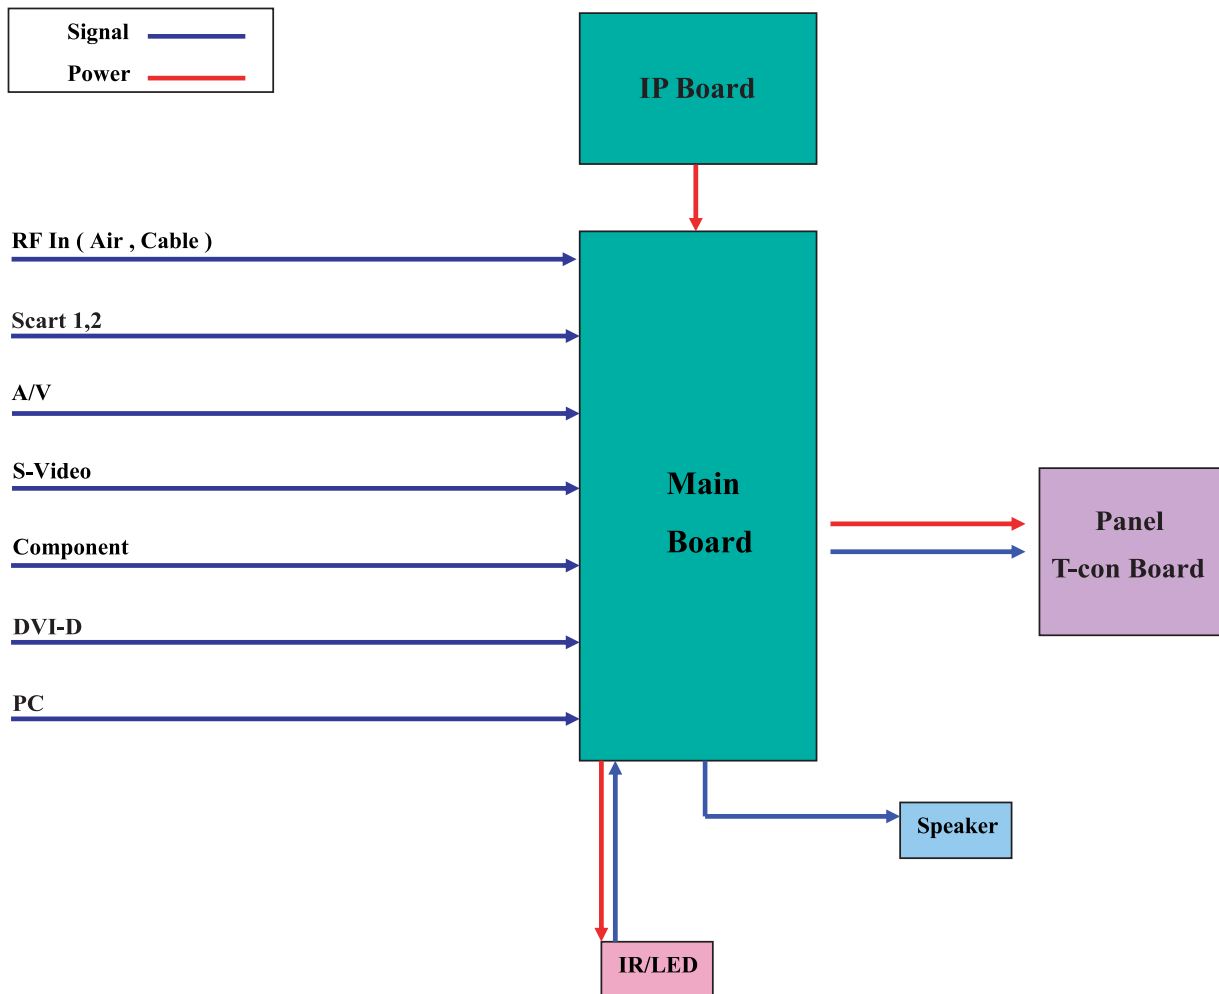 Signal
Power
IP Board
RF In ( Air , Cable )
Scart 1,2
A/V
S-Video
Component
DVI-D
PC
Main
Board
Panel
T-con Board
Speaker
IR/LED